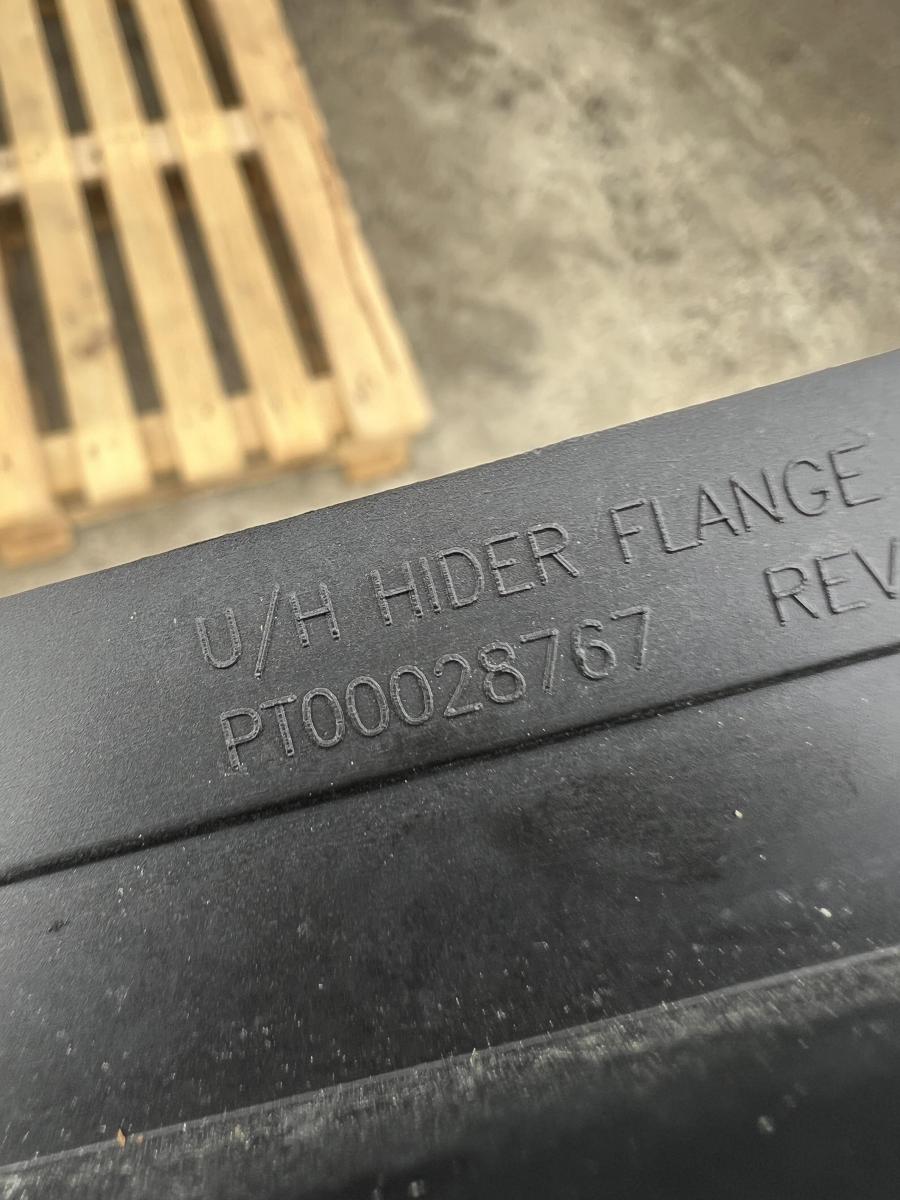 U/H HIDER FLANGE
PT00028767 REV